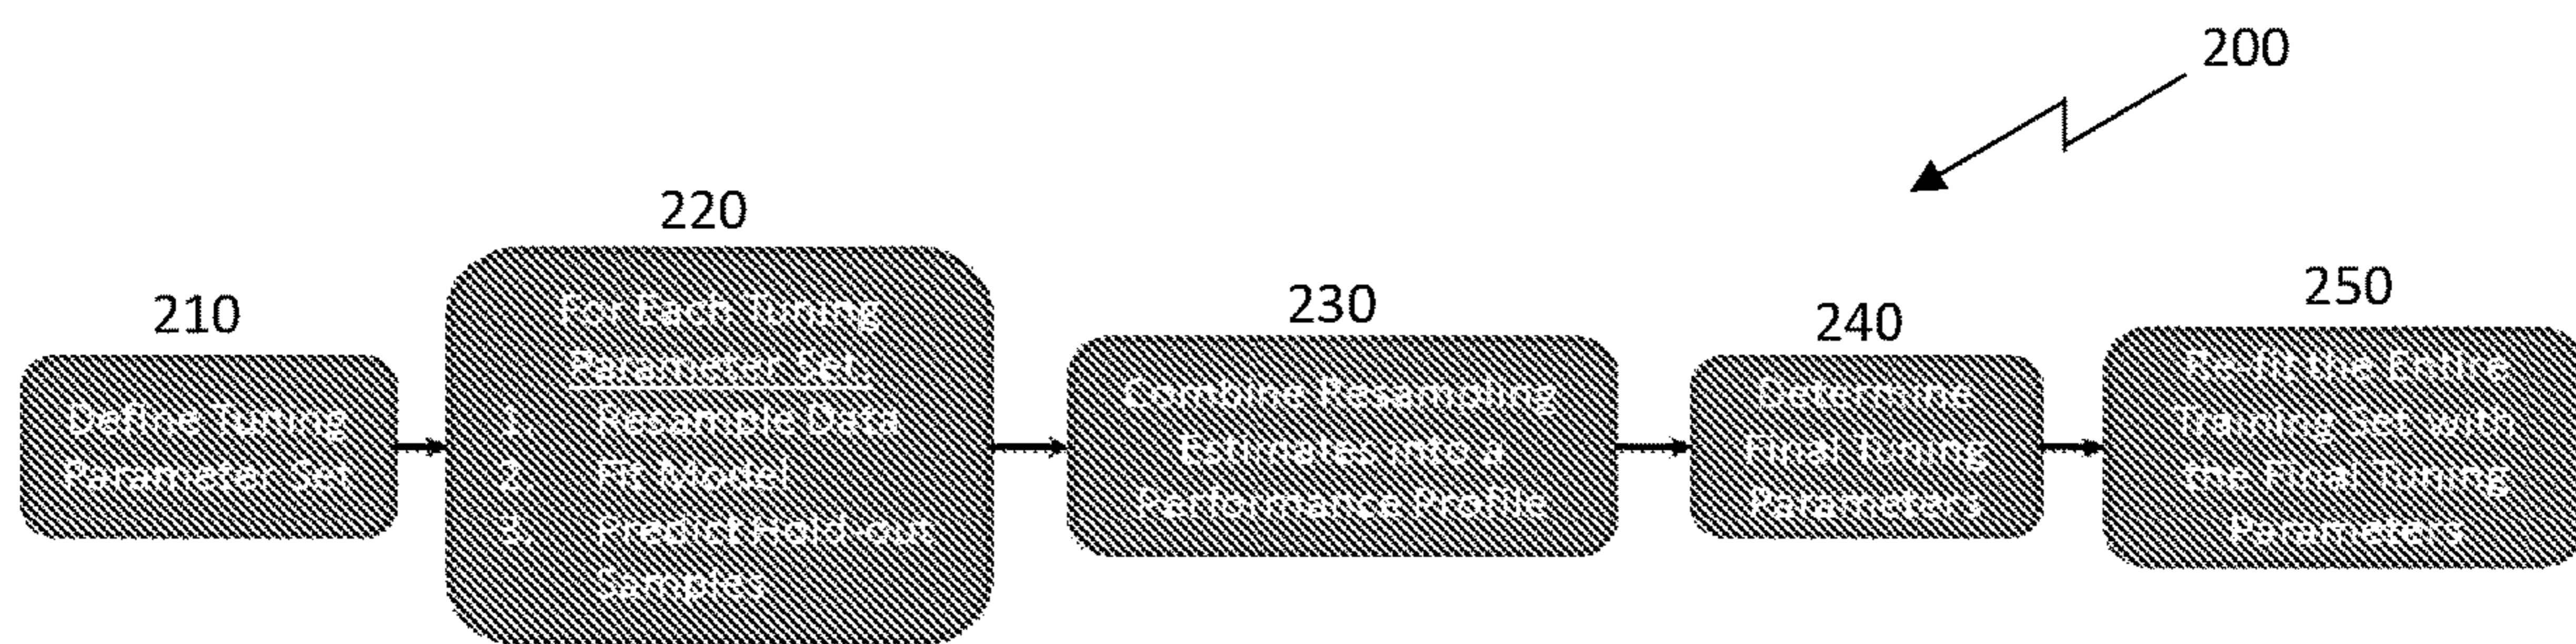 200
210
Define Tuning
Parameter Set
220
For Each Tuning
Parameter Set:
1. Resample Data
2. Fit Model
3. Predict Hold-out
Samples
230
Combine Resampling
Estimates into a
Performance Profile
240
Determine
Final Tuning
Parameters
250
Re-fit the Entire
Training Set with
the Final Tuning
Parameters